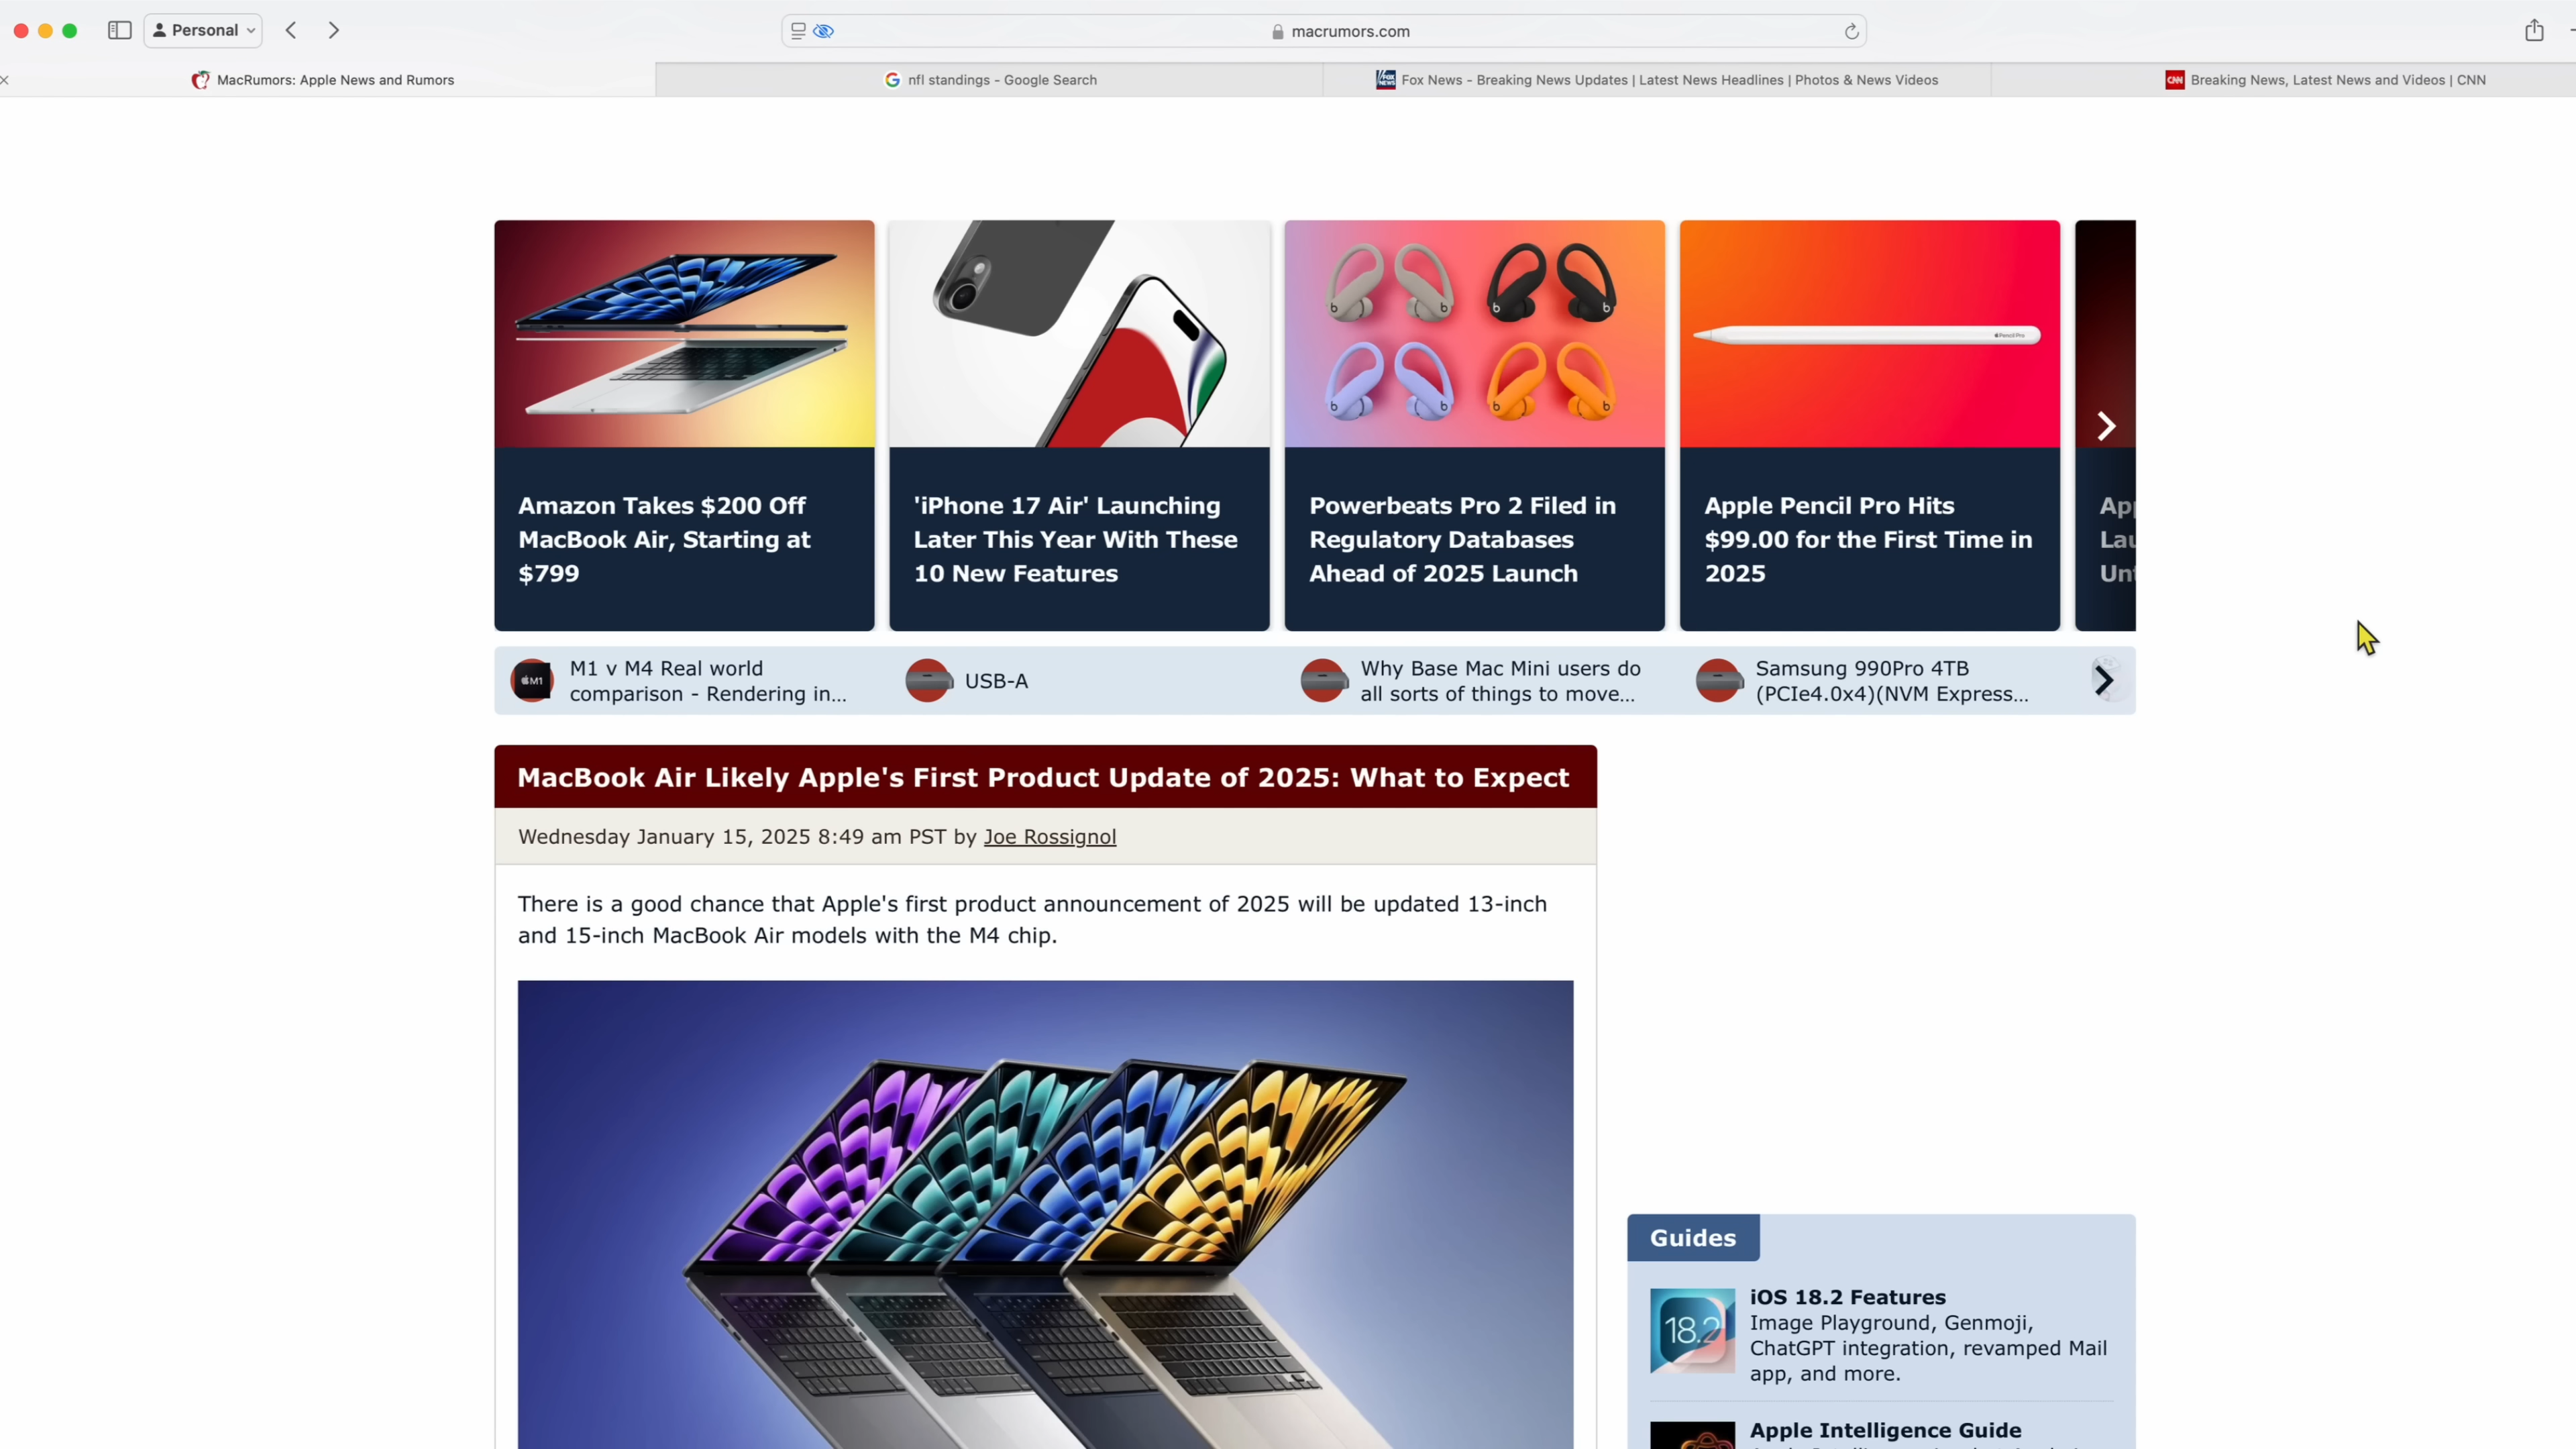 Personal
macrumors.com
MacRumors: Apple News and Rumors
nfl standings - Google Search
Fox News - Breaking News Updates | Latest News Headlines | Photos & News Videos
Breaking News, Latest News and Videos | CNN
Amazon Takes $200 Off
MacBook Air, Starting at
$799
'iPhone 17 Air' Launching
Later This Year With These
10 New Features
Powerbeats Pro 2 Filed in
Regulatory Databases
Ahead of 2025 Launch
Pencil Pro
Apple Pencil Pro Hits
$99.00 for the First Time in
2025
M1
M1 v M4 Real world
comparison - Rendering in...
USB-A
Why Base Mac Mini users do
all sorts of things to move...
Samsung 990Pro 4TB
(PCIe4.0x4)(NVM Express...
MacBook Air Likely Apple's First Product Update of 2025: What to Expect
Wednesday January 15, 2025 8:49 am PST by Joe Rossignol
There is a good chance that Apple's first product announcement of 2025 will be updated 13-inch
and 15-inch MacBook Air models with the M4 chip.
Guides
18.2
iOS 18.2 Features
Image Playground, Genmoji,
ChatGPT integration, revamped Mail
app, and more.
Apple Intelligence Guide